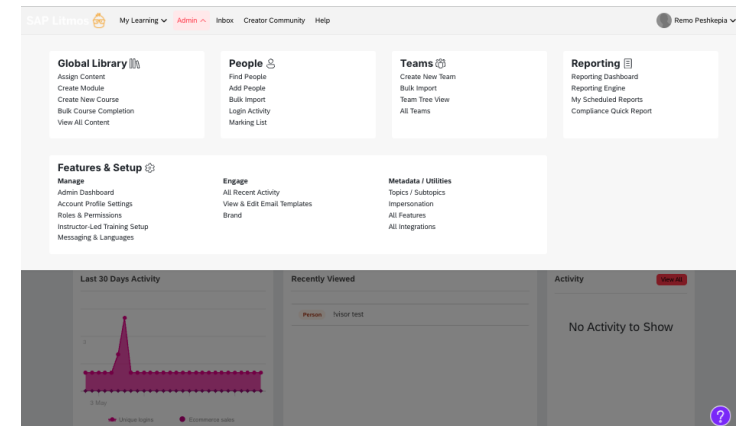 SAP Litmos
My Learning Admin Inbox Creator Community Help Remo Peshkepia
Global Library
Assign Content
Create Module
Create New Course
Bulk Course Completion
View All Content
People
Find People
Add People
Bulk Import
Login Activity
Marking List
Teams
Create New Team
Bulk Import
Team Tree View
All Teams
Reporting
Reporting Dashboard
Reporting Engine
My Scheduled Reports
Compliance Quick Report
Features & Setup
Manage
Admin Dashboard
Account Profile Settings
Roles & Permissions
Instructor-Led Training Setup
Messaging & Languages
Engage
All Recent Activity
View & Edit Email Templates
Brand
Metadata / Utilities
Topics / Subtopics
Impersonation
All Features
All Integrations
Last 30 Days Activity
5 May
Unique logins Ecommerce sales
Recently Viewed
Person !visor test
Activity View All
No Activity to Show
?